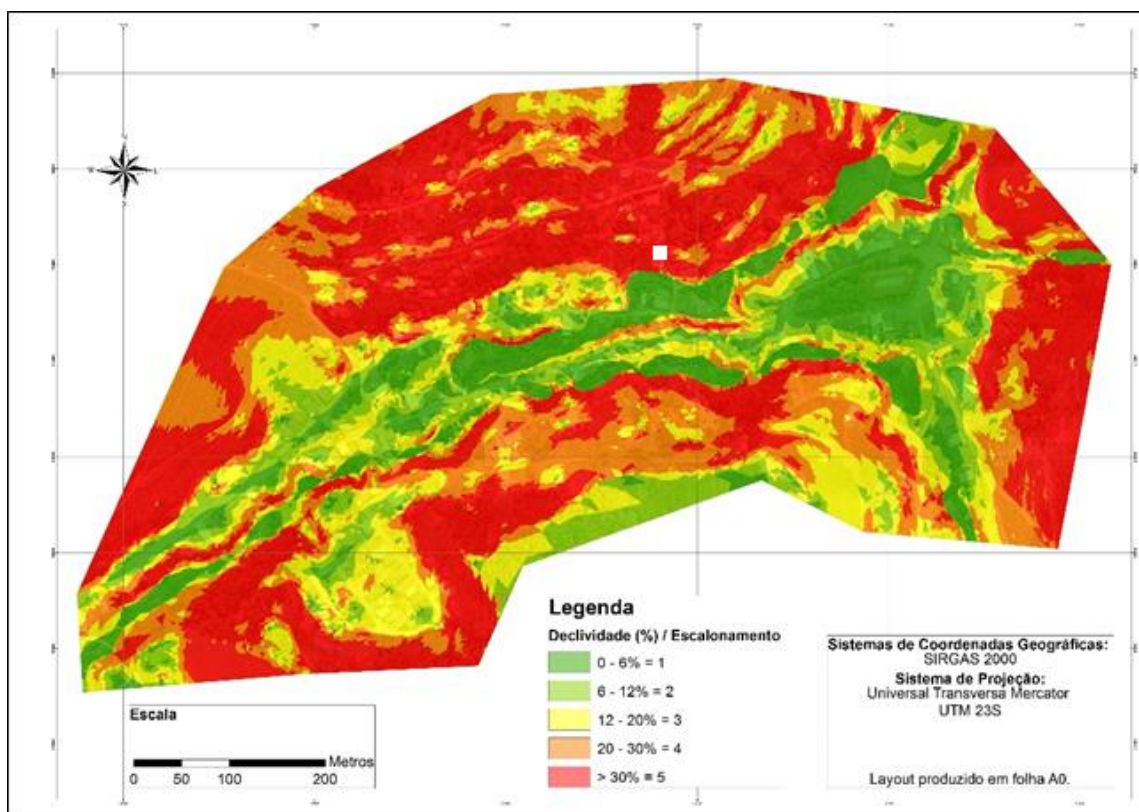 N
W
L
S
Legenda
Declividade (%) / Escalonamento
0 - 6% = 1
6 - 12% = 2
12 - 20% = 3
20 - 30% = 4
> 30% = 5
Sistemas de Coordenadas Geográficas:
SIRGAS 2000
Sistema de Projeção:
Universal Transversa Mercator
UTM 23S
Layout produzido em folha A0.
Escala
Metros
0 50 100 200